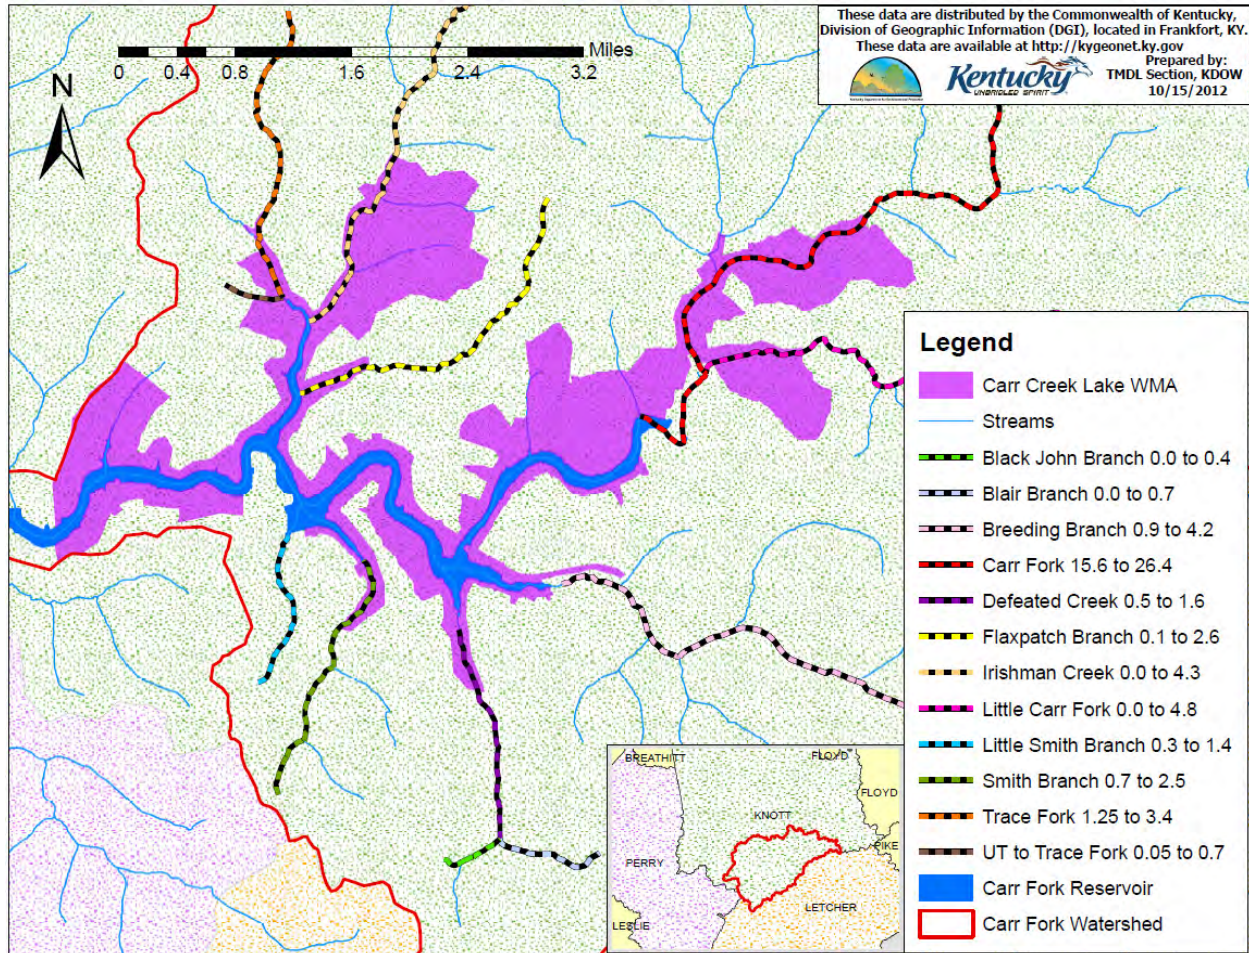 These data are distributed by the Commonwealth of Kentucky,
Division of Geographic Information (DGI), located in Frankfort, KY.
These data are available at http://kygeonet.ky.gov
Prepared by:
TMDL Section, KDOW
10/15/2012
Kentucky
UNBRIDLED SPIRIT
Miles
0 0.4 0.8 1.6 2.4 3.2
N
Legend
Carr Creek Lake WMA
Streams
Black John Branch 0.0 to 0.4
Blair Branch 0.0 to 0.7
Breeding Branch 0.9 to 4.2
Carr Fork 15.6 to 26.4
Defeated Creek 0.5 to 1.6
Flaxpatch Branch 0.1 to 2.6
Irishman Creek 0.0 to 4.3
Little Carr Fork 0.0 to 4.8
Little Smith Branch 0.3 to 1.4
Smith Branch 0.7 to 2.5
Trace Fork 1.25 to 3.4
UT to Trace Fork 0.05 to 0.7
Carr Fork Reservoir
Carr Fork Watershed
BREATHITT
FLOYD
FLOYD
KNOTT
PIKE
PERRY
LETCHER
LESLIE